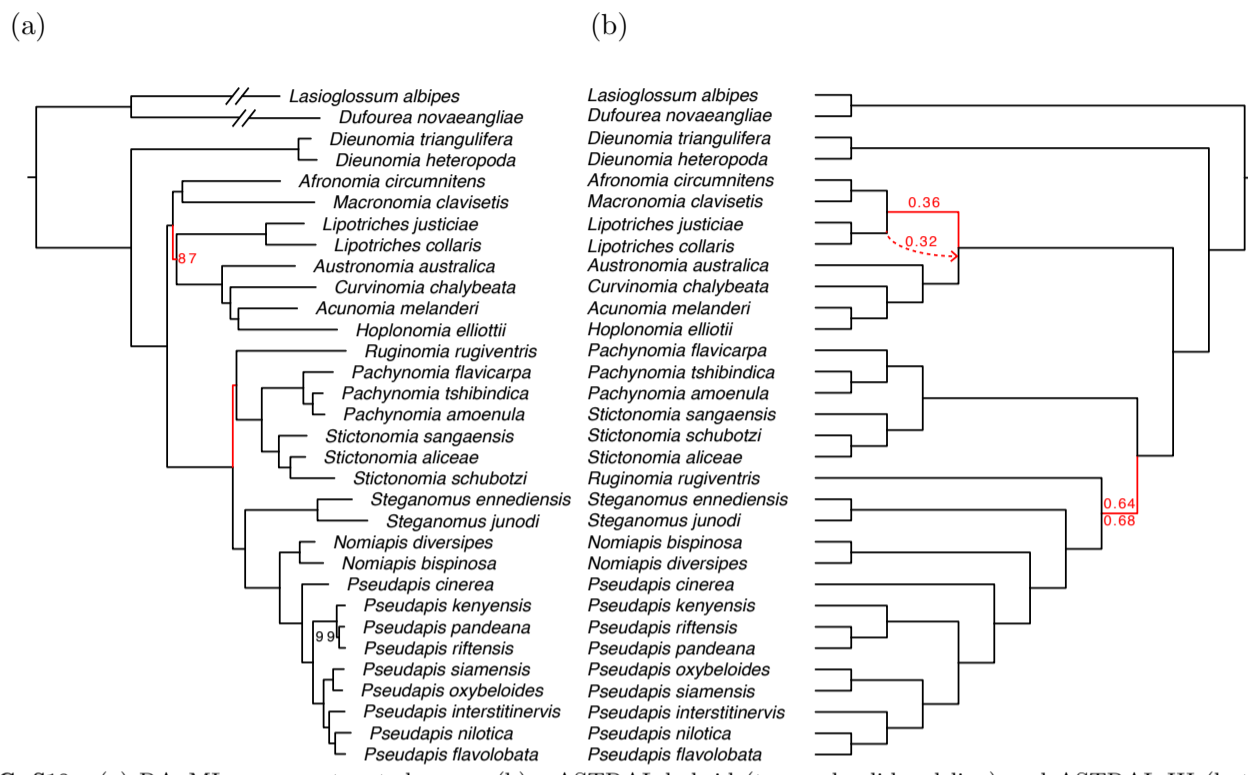 (a)
(b)
Lasioglossum albipes
Dufourea novaeangliae
Dieunomia triangulifera
Dieunomia heteropoda
Afronomia circumnitens
Macronomia clavisetis
Lipotriches justiciae
Lipotriches collaris
87
Austronomia australica
Curvinomia chalybeata
Acunomia melanderi
Hoplonomia elliottii
Ruginomia rugiventris
Pachynomia flavicarpa
Pachynomia tshibindica
Pachynomia amoenula
Stictonomia sangaensis
Stictonomia aliceae
Stictonomia schubotzi
Steganomus ennediensis
Steganomus junodi
Nomiapis diversipes
Nomiapis bispinosa
Pseudapis cinerea
Pseudapis kenyensis
99
Pseudapis pandeana
Pseudapis riftensis
Pseudapis siamensis
Pseudapis oxybeloides
Pseudapis interstitinervis
Pseudapis nilotica
Pseudapis flavolobata
Lasioglossum albipes
Dufourea novaeangliae
Dieunomia triangulifera
Dieunomia heteropoda
Afronomia circumnitens
Macronomia clavisetis
0.36
Lipotriches justiciae
0.32
Lipotriches collaris
Austronomia australica
Curvinomia chalybeata
Acunomia melanderi
Hoplonomia elliotii
Pachynomia flavicarpa
Pachynomia tshibindica
Pachynomia amoenula
Stictonomia sangaensis
Stictonomia schubotzi
Stictonomia aliceae
Ruginomia rugiventris
Steganomus ennediensis
0.64
Steganomus junodi
0.68
Nomiapis bispinosa
Nomiapis diversipes
Pseudapis cinerea
Pseudapis kenyensis
Pseudapis riftensis
Pseudapis pandeana
Pseudapis oxybeloides
Pseudapis siamensis
Pseudapis interstitinervis
Pseudapis nilotica
Pseudapis flavolobata